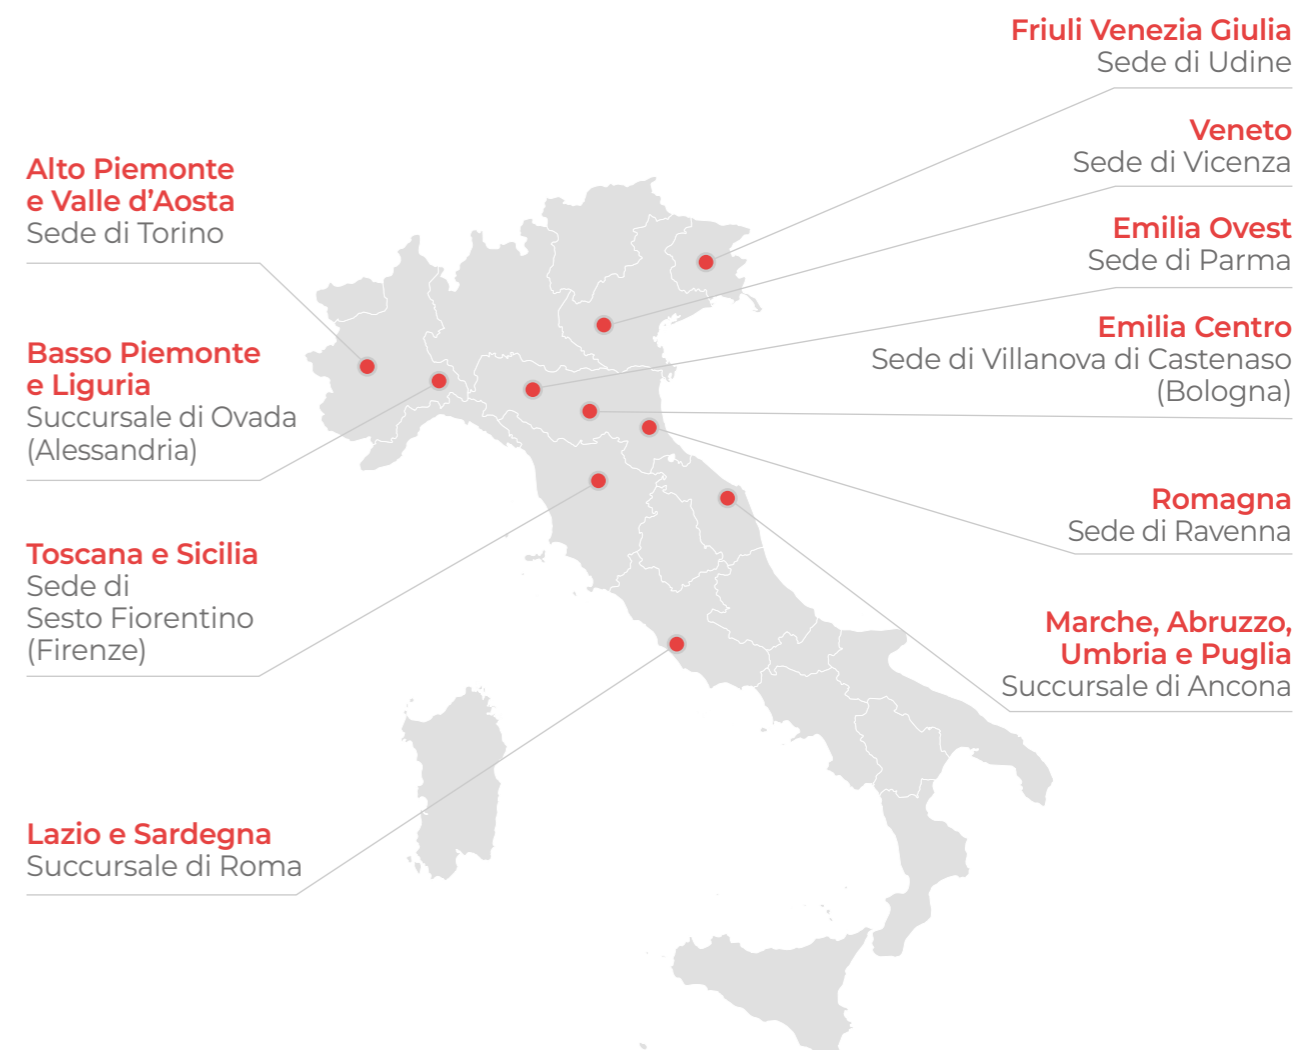 Alto Piemonte
e Valle d’Aosta
Sede di Torino
Basso Piemonte
e Liguria
Succursale di Ovada
(Alessandria)
Toscana e Sicilia
Sede di
Sesto Fiorentino
(Firenze)
Lazio e Sardegna
Succursale di Roma
Friuli Venezia Giulia
Sede di Udine
Veneto
Sede di Vicenza
Emilia Ovest
Sede di Parma
Emilia Centro
Sede di Villanova di Castenaso
(Bologna)
Romagna
Sede di Ravenna
Marche, Abruzzo,
Umbria e Puglia
Succursale di Ancona